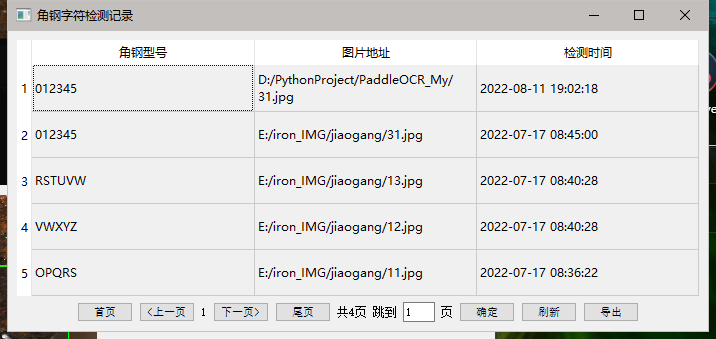 角钢字符检测记录
角钢型号 图片地址 检测时间
1 012345 D:/PythonProject/PaddleOCR_My/
31.jpg 2022-08-11 19:02:18
2 012345 E:/iron_IMG/jiaogang/31.jpg 2022-07-17 08:45:00
3 RSTUVW E:/iron_IMG/jiaogang/13.jpg 2022-07-17 08:40:28
4 VWXYZ E:/iron_IMG/jiaogang/12.jpg 2022-07-17 08:40:28
5 OPQRS E:/iron_IMG/jiaogang/11.jpg 2022-07-17 08:36:22
首页 <上一页 1 下一页> 尾页 共4页 跳到 1 页 确定 刷新 导出